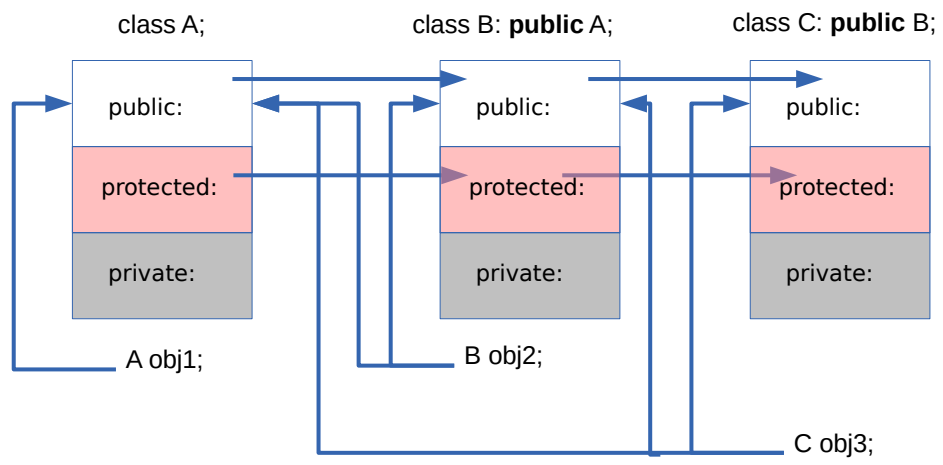 class A;
class B: public A;
class C: public B;
public:
public:
public:
protected:
protected:
protected:
private:
private:
private:
A obj1;
B obj2;
C obj3;